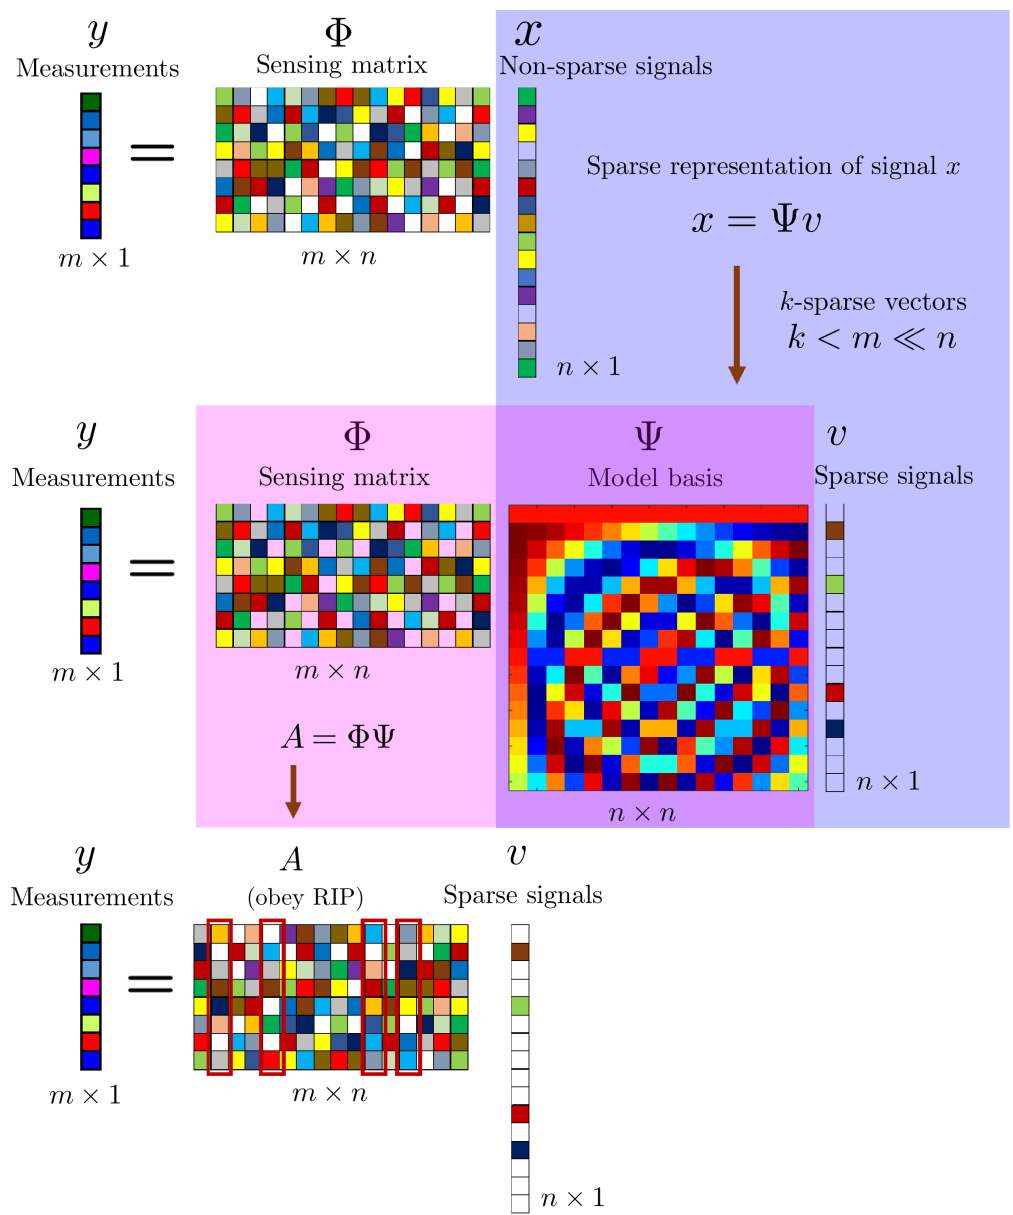 y
Measurements
=
m × 1
Φ
Sensing matrix
m × n
x
Non-sparse signals
n × 1
Sparse representation of signal x
x = Ψv
k-sparse vectors
k < m ≪ n
y
Measurements
=
m × 1
Φ
Sensing matrix
m × n
A = ΦΨ
Ψ
Model basis
n × n
v
Sparse signals
n × 1
y
Measurements
=
m × 1
A
(obey RIP)
m × n
v
Sparse signals
n × 1